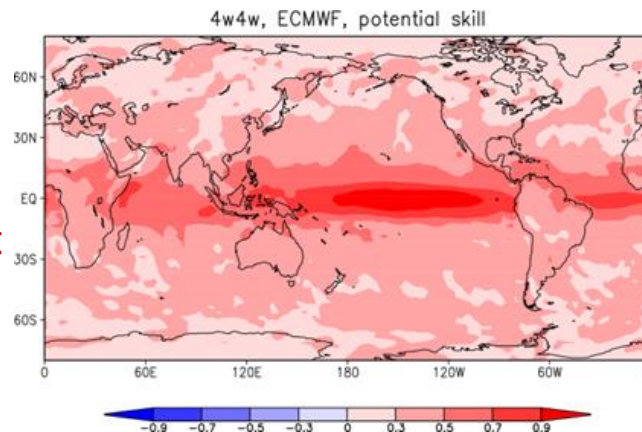 4w4w, ECMWF, potential skill
60N
30N
EQ
30S
60S
0 60E 120E 180 120W 60W
-0.9 -0.7 -0.5 -0.3 0 0.3 0.5 0.7 0.9